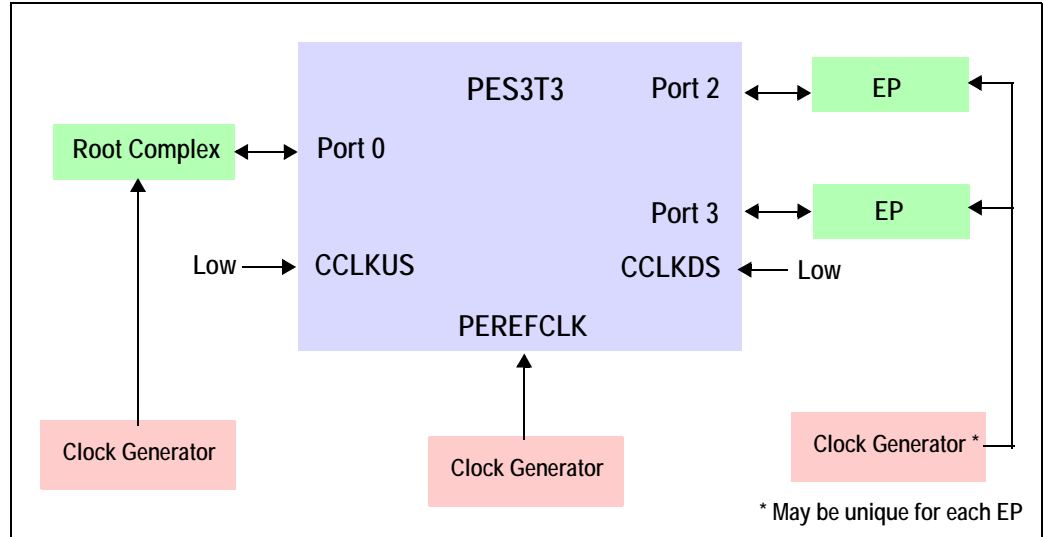 PES3T3
Port 2
EP
Root Complex
Port 0
Port 3
EP
Low
CCLKUS
CCLKDS
Low
PEREFCLK
Clock Generator
Clock Generator
Clock Generator *
* May be unique for each EP